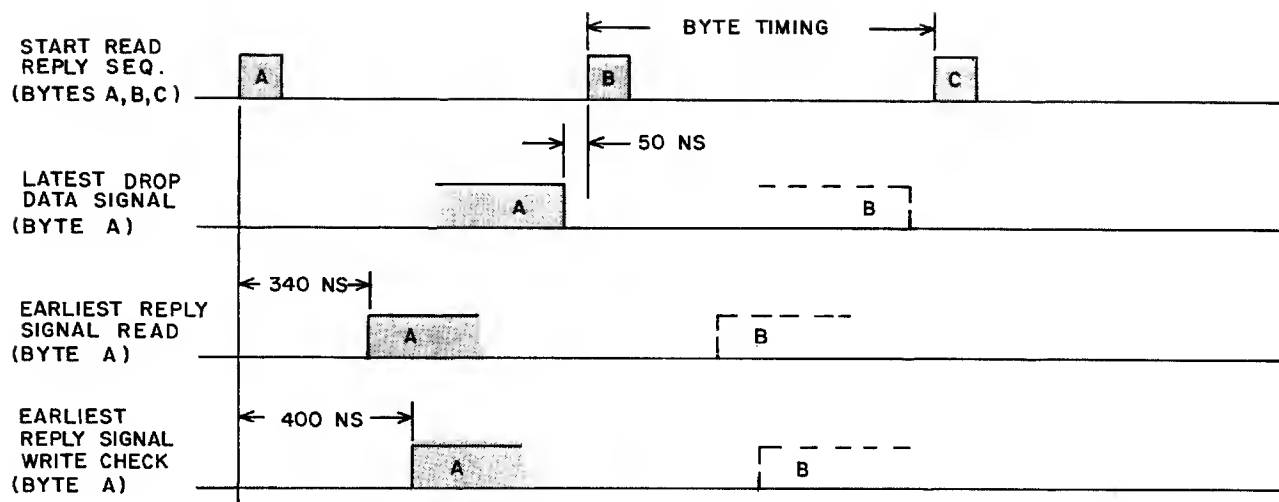 BYTE TIMING
START READ
REPLY SEQ.
(BYTES A,B,C)
A
B
C
50 NS
LATEST DROP
DATA SIGNAL
(BYTE A)
A
B
340 NS
EARLIEST REPLY
SIGNAL READ
(BYTE A)
A
B
400 NS
EARLIEST
REPLY SIGNAL
WRITE CHECK
(BYTE A)
A
B